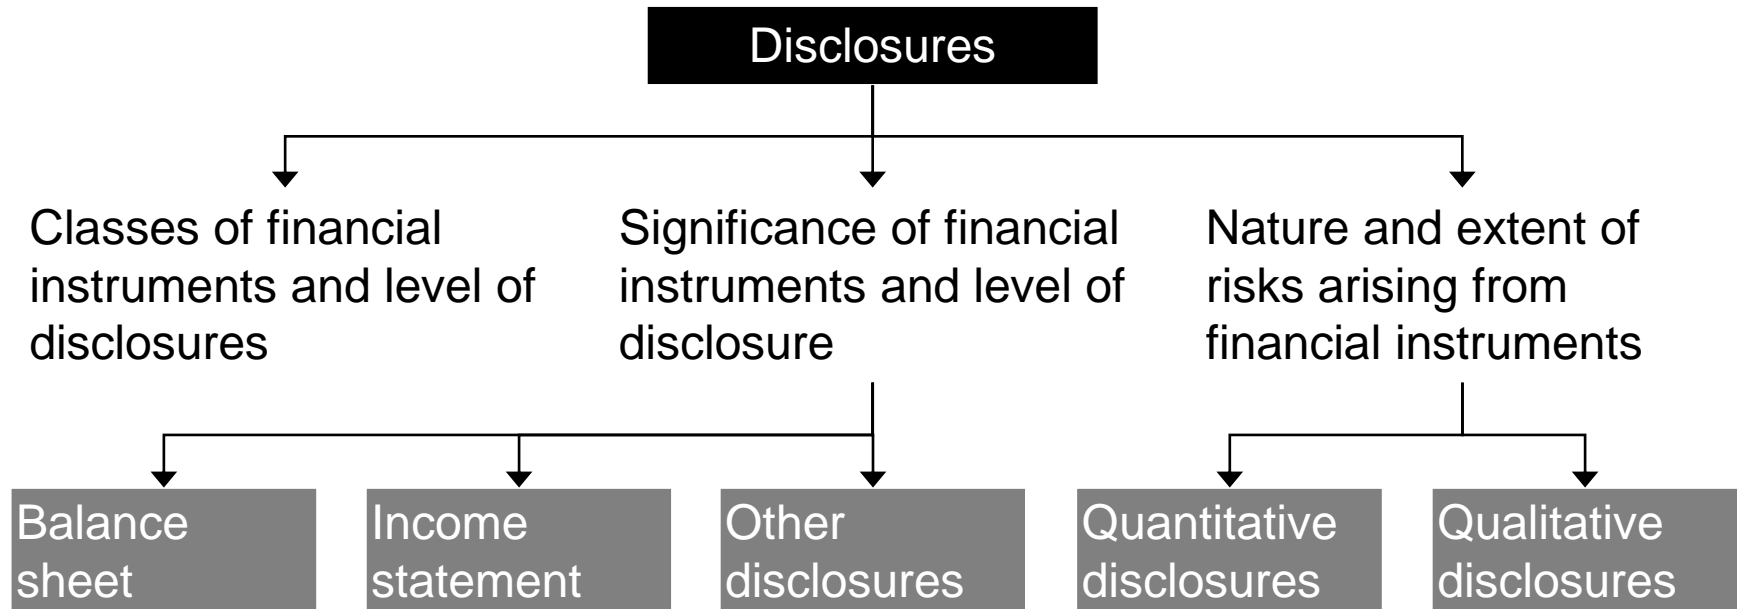 Disclosures
Classes of financial
instruments and level of
disclosures
Significance of financial
instruments and level of
disclosure
Nature and extent of
risks arising from
financial instruments
Balance
sheet
Income
statement
Other
disclosures
Quantitative
disclosures
Qualitative
disclosures